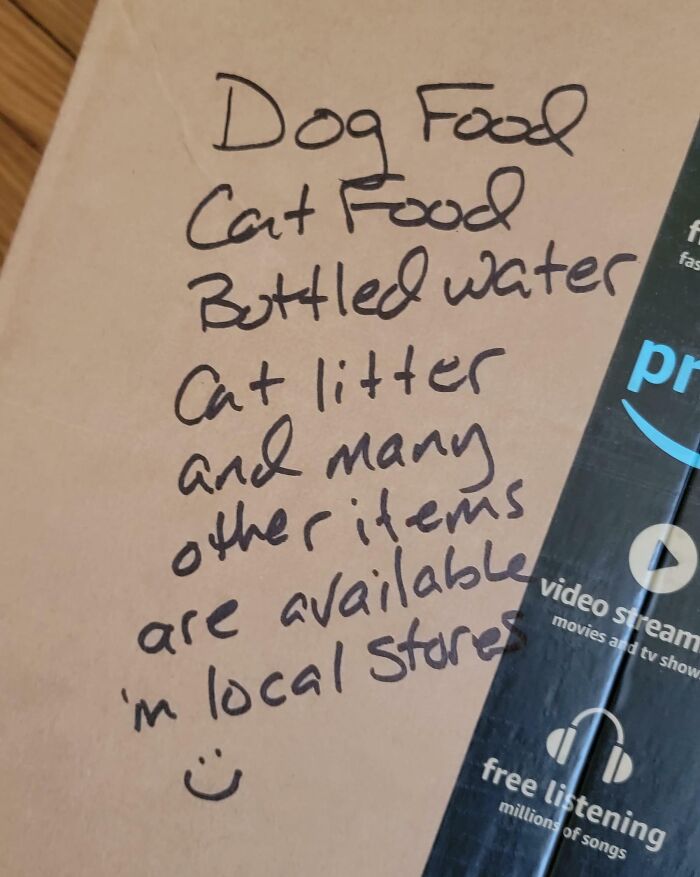 Dog Food
Cat Food
Bottled water
Cat litter
and many
other items
are available
in local stores
:)
pr
video stream
movies and tv show
free listening
millions of songs